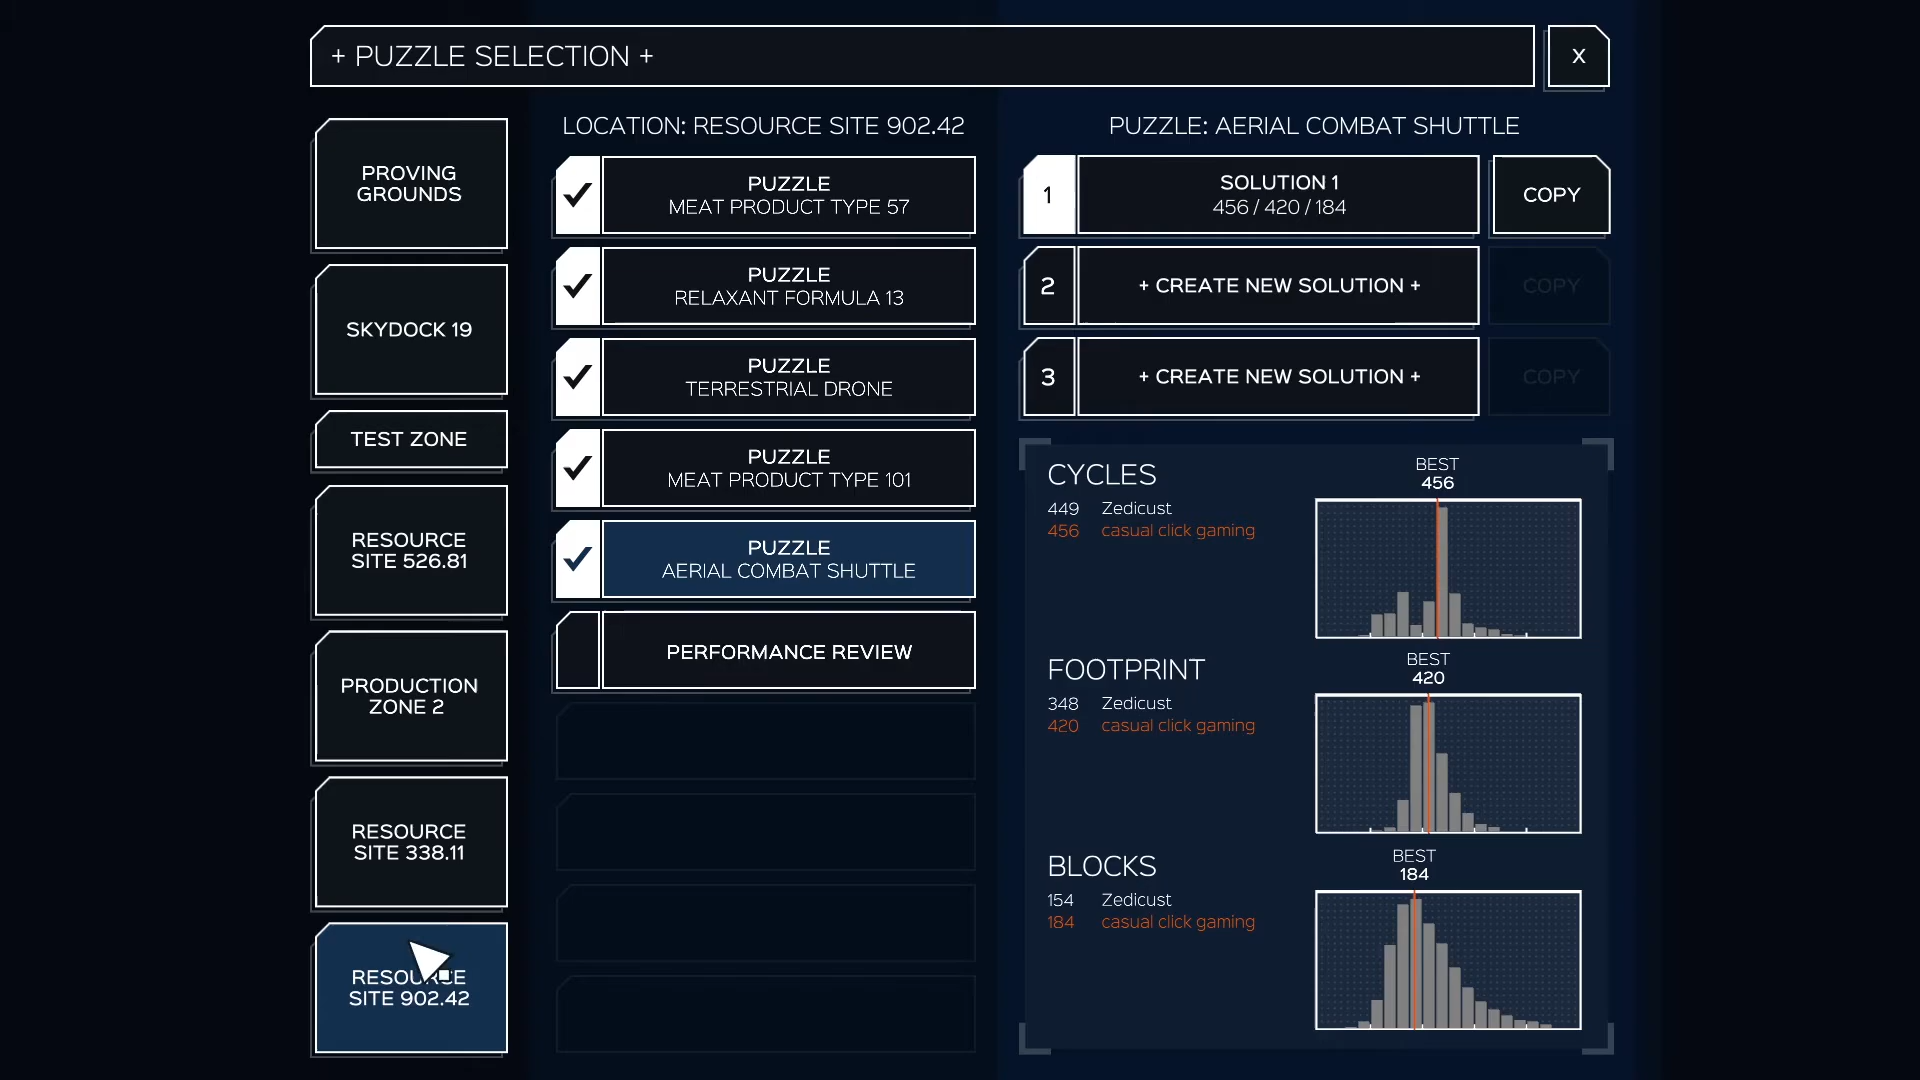 + PUZZLE SELECTION +
X
PROVING
GROUNDS
SKYDOCK 19
TEST ZONE
RESOURCE
SITE 526.81
PRODUCTION
ZONE 2
RESOURCE
SITE 338.11
RESOURCE
SITE 902.42
LOCATION: RESOURCE SITE 902.42
PUZZLE
MEAT PRODUCT TYPE 57
PUZZLE
RELAXANT FORMULA 13
PUZZLE
TERRESTRIAL DRONE
PUZZLE
MEAT PRODUCT TYPE 101
PUZZLE
AERIAL COMBAT SHUTTLE
PERFORMANCE REVIEW
PUZZLE: AERIAL COMBAT SHUTTLE
1
SOLUTION 1
456 / 420 / 184
COPY
2
+ CREATE NEW SOLUTION +
COPY
3
+ CREATE NEW SOLUTION +
COPY
CYCLES
449 Zedicust
456 casual click gaming
BEST
456
FOOTPRINT
348 Zedicust
420 casual click gaming
BEST
420
BLOCKS
154 Zedicust
184 casual click gaming
BEST
184